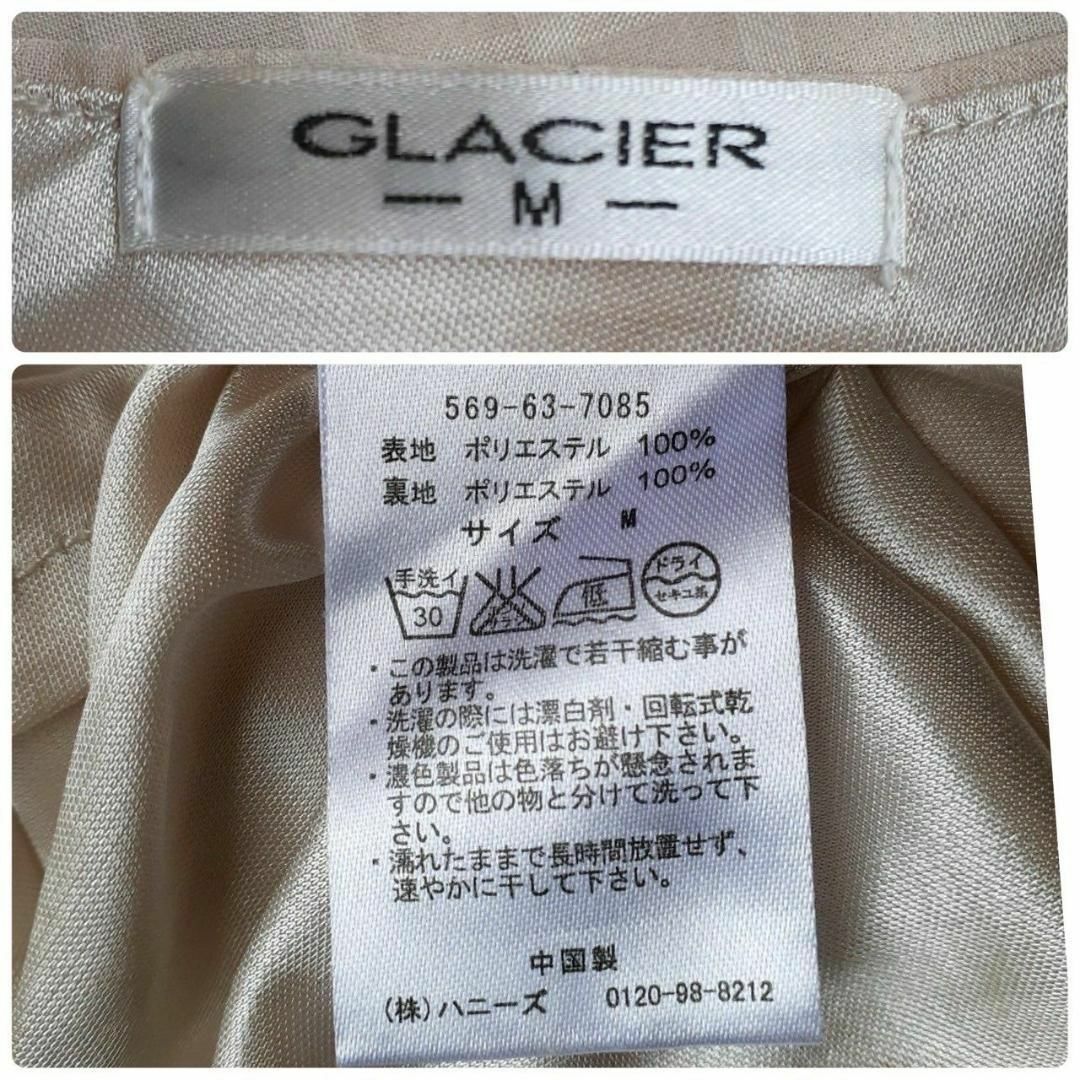 GLACIER
— M —
569-63-7085
表地 ポリエステル 100%
裏地 ポリエステル 100%
サイズ M
手洗イ 30 エンソサラシ 低 ドライ セキユ系
・この製品は洗濯で若干縮む事が
あります。
・洗濯の際には漂白剤・回転式乾
燥機のご使用はお避け下さい。
・濃色製品は色落ちが懸念されま
すので他の物と分けて洗って下
さい。
・濡れたままで長時間放置せず、
速やかに干して下さい。
中国製
(株)ハニーズ 0120-98-8212